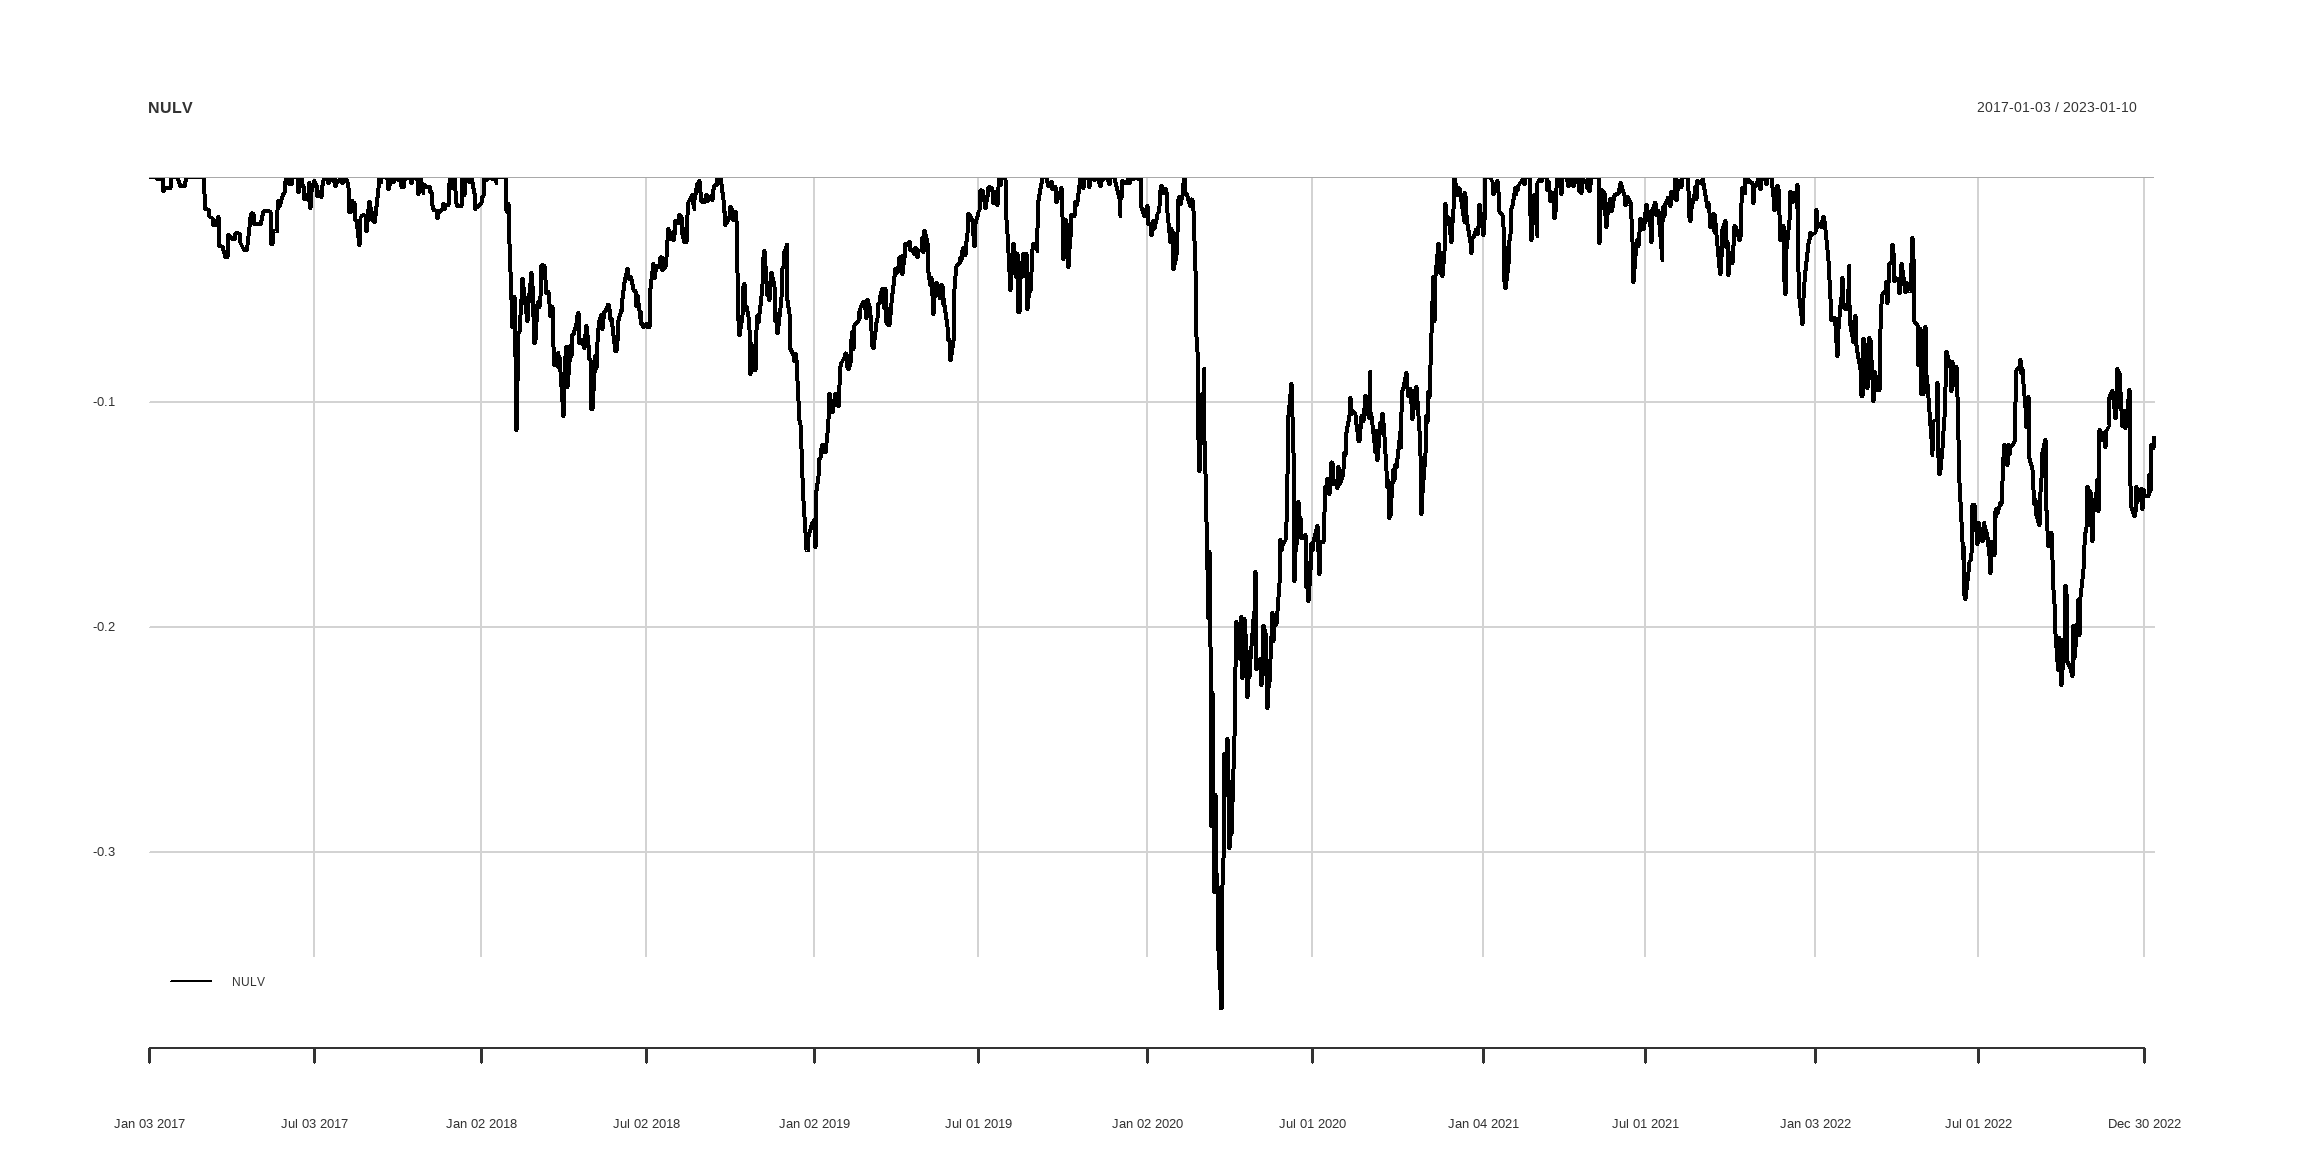 NULV
2017-01-03 / 2023-01-10
-0.1
-0.2
-0.3
NULV
Jan 03 2017
Jul 03 2017
Jan 02 2018
Jul 02 2018
Jan 02 2019
Jul 01 2019
Jan 02 2020
Jul 01 2020
Jan 04 2021
Jul 01 2021
Jan 03 2022
Jul 01 2022
Dec 30 2022